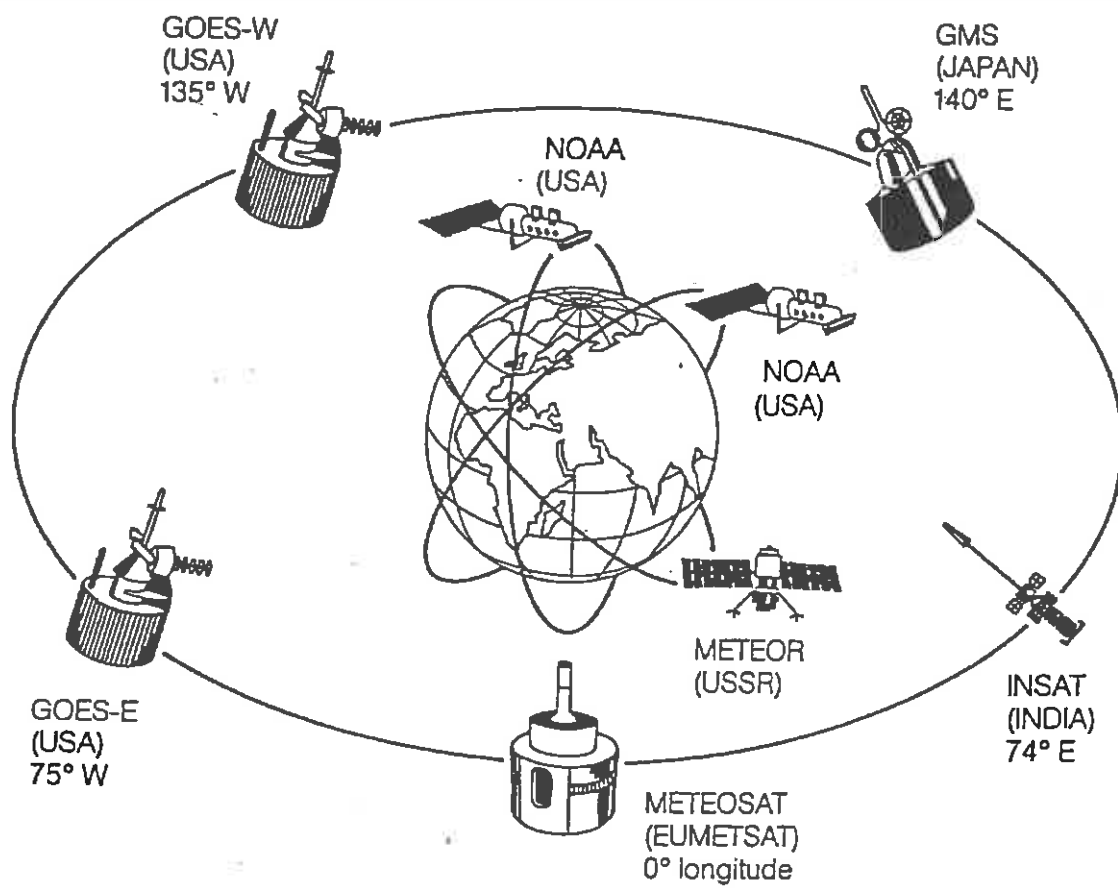 GOES-W
(USA)
135° W
GMS
(JAPAN)
140° E
NOAA
(USA)
NOAA
(USA)
METEOR
(USSR)
INSAT
(INDIA)
74° E
GOES-E
(USA)
75° W
METEOSAT
(EUMETSAT)
0° longitude